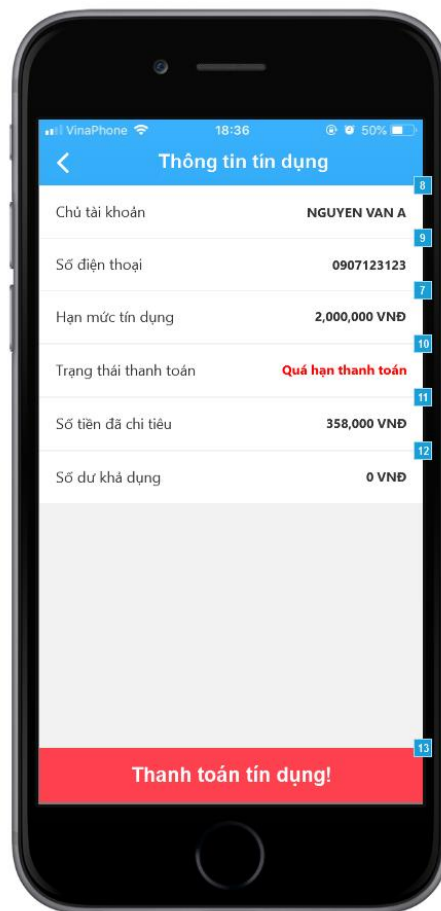 VinaPhone 18:36 50%
Thông tin tín dụng
8
Chủ tài khoản NGUYEN VAN A
9
Số điện thoại 0907123123
7
Hạn mức tín dụng 2,000,000 VNĐ
10
Trạng thái thanh toán Quá hạn thanh toán
11
Số tiền đã chi tiêu 358,000 VNĐ
12
Số dư khả dụng 0 VNĐ
13
Thanh toán tín dụng!